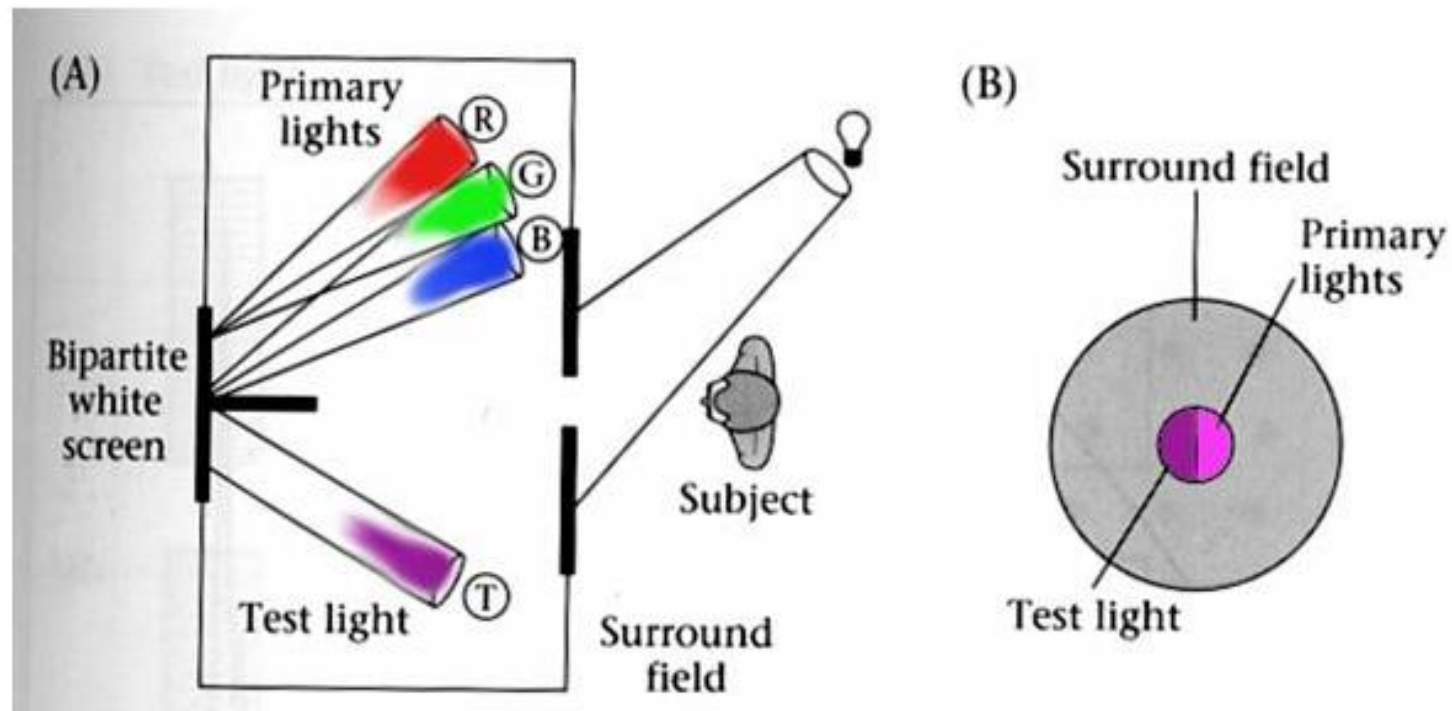 (A)
Primary
lights
R
G
B
Bipartite
white
screen
Subject
Test light
T
Surround
field
(B)
Surround field
Primary
lights
Test light